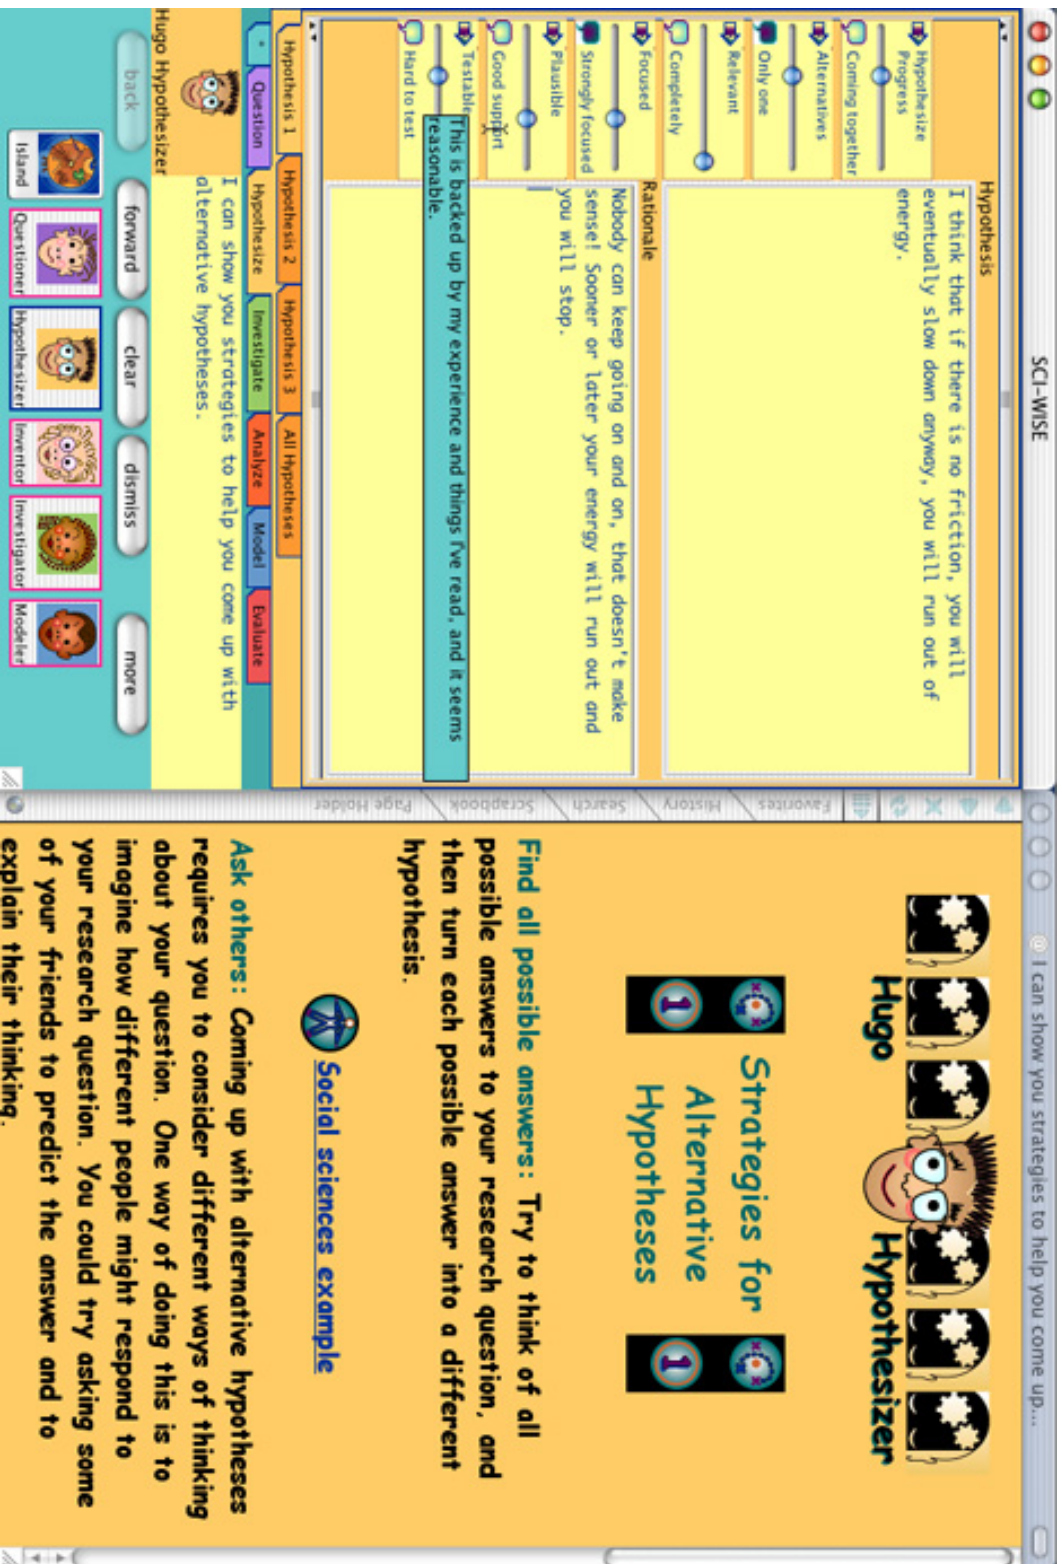 SCI-WISE
Hypothesize
Progress
Coming together
Alternatives
Only one
Relevant
Completely
Focused
Strongly focused
Plausible
Good support
Testable
Hard to test
Hypothesis
I think that if there is no friction, you will
eventually slow down anyway, you will run out of
energy.
Rationale
Nobody can keep going on and on, that doesn't make
sense! Sooner or later your energy will run out and
you will stop.
This is backed up by my experience and things I've read, and it seems
reasonable.
Hypothesis 1 Hypothesis 2 Hypothesis 3 All Hypotheses
* Question Hypothesize Investigate Analyze Model Evaluate
I can show you strategies to help you come up with
alternative hypotheses.
Hugo Hypothesizer
back forward clear dismiss more
Island Questioner Hypothesizer Inventor Investigator Modeler
@ I can show you strategies to help you come up...
Favorites History Search Scrapbook Page Holder
Hugo Hypothesizer
Strategies for
Alternative
Hypotheses
1 1
Find all possible answers: Try to think of all
possible answers to your research question, and
then turn each possible answer into a different
hypothesis.
Social sciences example
Ask others: Coming up with alternative hypotheses
requires you to consider different ways of thinking
about your question. One way of doing this is to
imagine how different people might respond to
your research question. You could try asking some
of your friends to predict the answer and to
explain their thinking.